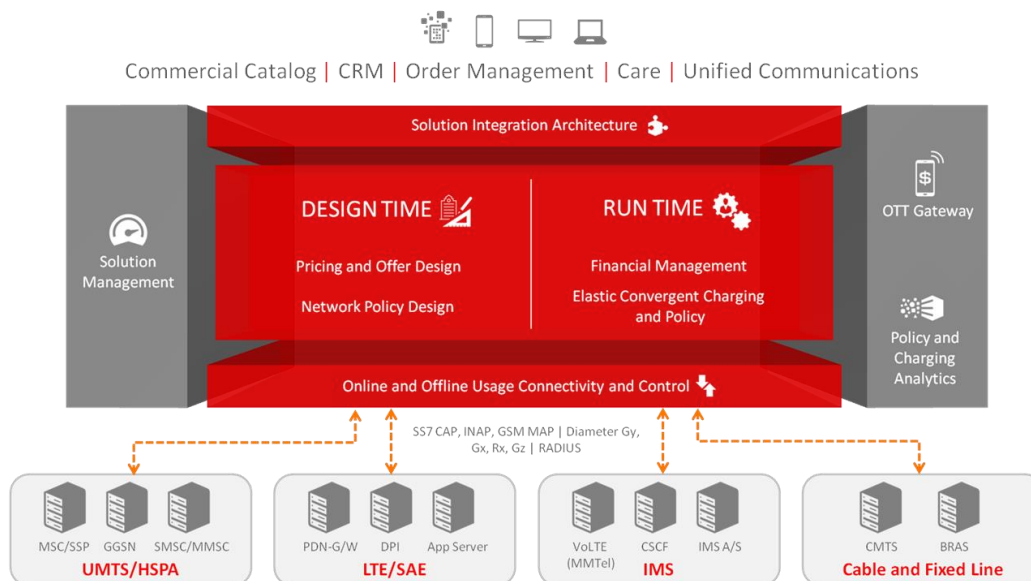 Commercial Catalog | CRM | Order Management | Care | Unified Communications
Solution Integration Architecture
Solution
Management
DESIGN TIME
Pricing and Offer Design
Network Policy Design
RUN TIME
Financial Management
Elastic Convergent Charging
and Policy
$
OTT Gateway
Policy and
Charging
Analytics
Online and Offline Usage Connectivity and Control
SS7 CAP, INAP, GSM MAP | Diameter Gy,
Gx, Rx, Gz | RADIUS
MSC/SSP
GGSN
SMSC/MMSC
UMTS/HSPA
PDN-G/W
DPI
App Server
LTE/SAE
VoLTE
(MMTel)
CSCF
IMS A/S
IMS
CMTS
BRAS
Cable and Fixed Line